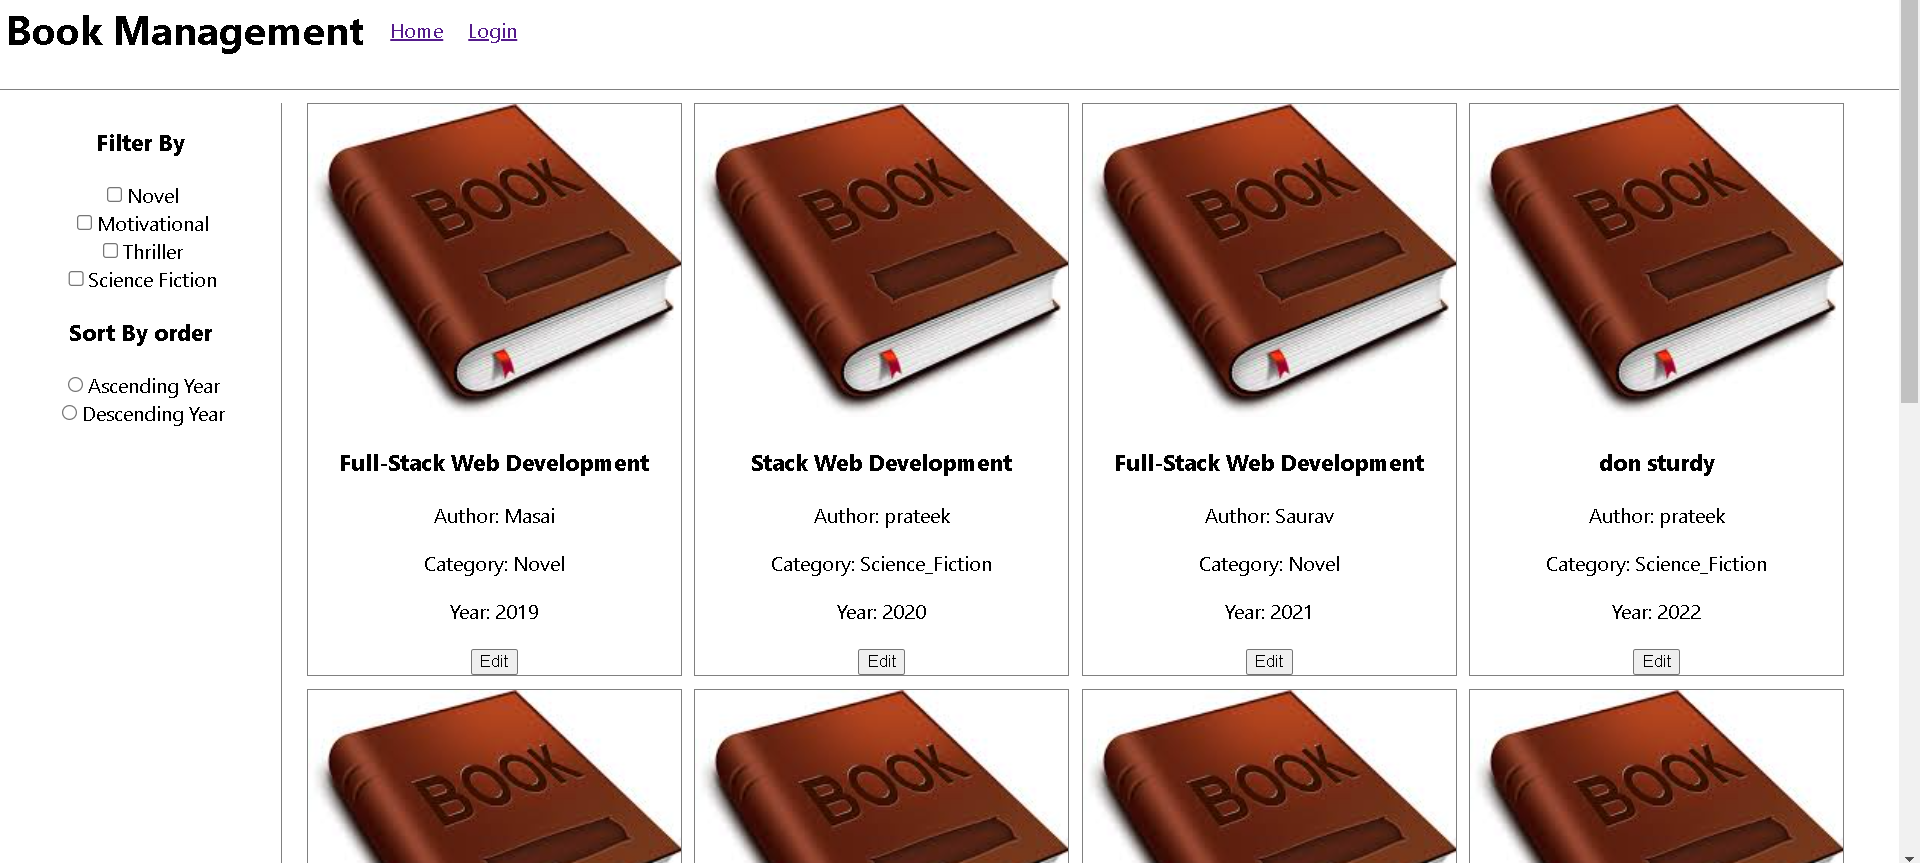 Book Management Home Login
Filter By
Novel
Motivational
Thriller
Science Fiction
Sort By order
Ascending Year
Descending Year
BOOK
Full-Stack Web Development
Author: Masai
Category: Novel
Year: 2019
Edit
BOOK
Stack Web Development
Author: prateek
Category: Science_Fiction
Year: 2020
Edit
BOOK
Full-Stack Web Development
Author: Saurav
Category: Novel
Year: 2021
Edit
BOOK
don sturdy
Author: prateek
Category: Science_Fiction
Year: 2022
Edit
BOOK
BOOK
BOOK
BOOK